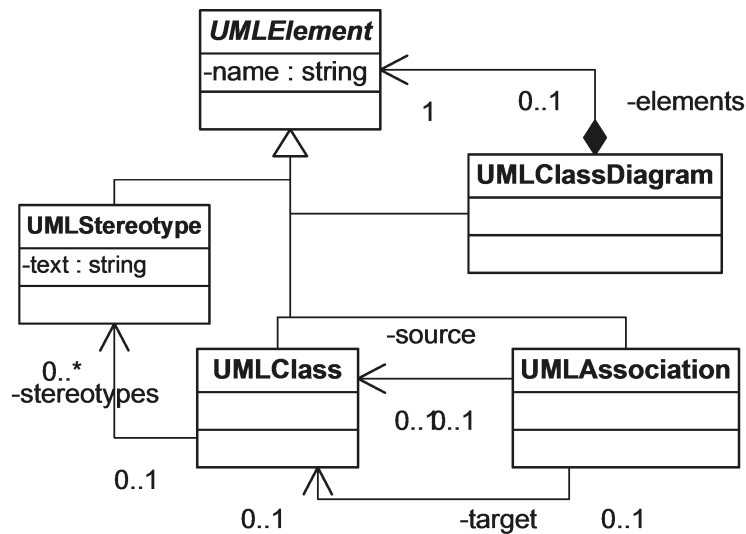 UMLElement
-name : string
1
0..1
-elements
UMLClassDiagram
UMLStereotype
-text : string
-source
0..*
-stereotypes
UMLClass
UMLAssociation
0..1
0..1
0..1
0..1
-target
0..1